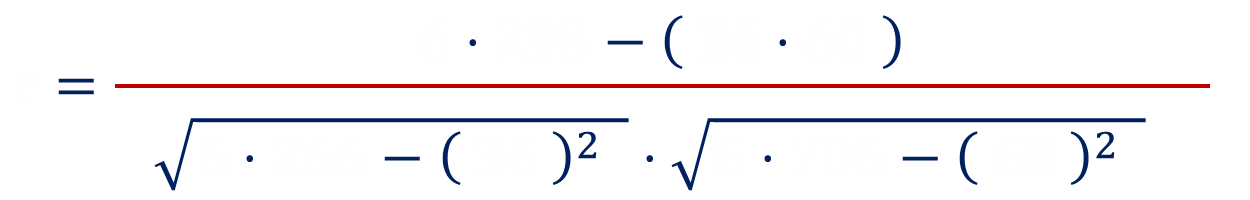 = · − ( · )
√ · − ( )² · √ · − ( )²